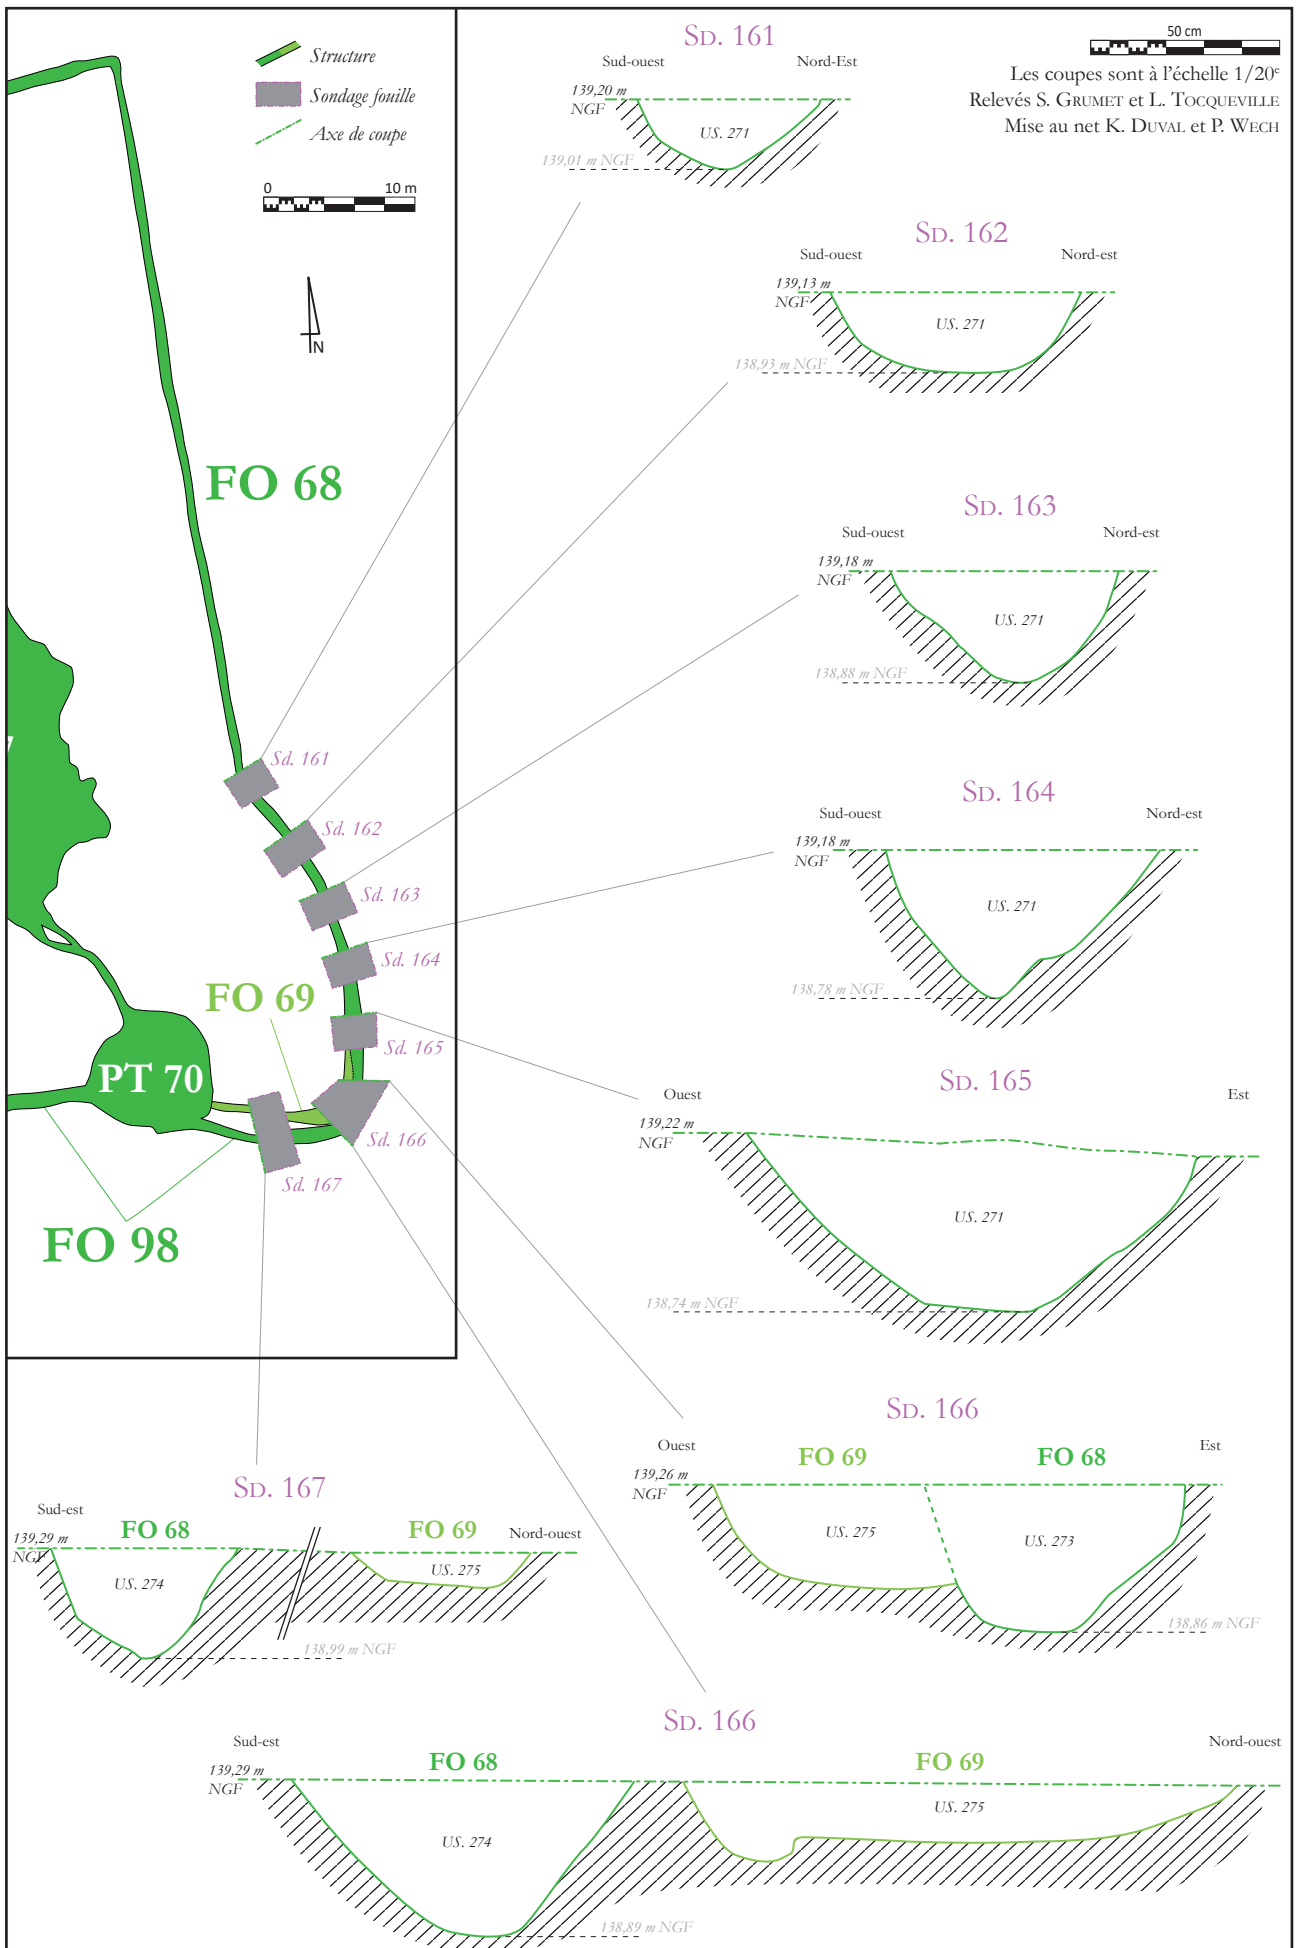 Structure
Sondage fouille
Axe de coupe
0 10 m
N
FO 68
Sd. 161
Sd. 162
Sd. 163
Sd. 164
FO 69
Sd. 165
PT 70
Sd. 166
Sd. 167
FO 98
50 cm
Les coupes sont à l'échelle 1/20e
Relevés S. GRUMET et L. TOCQUEVILLE
Mise au net K. DUVAL et P. WECH
SD. 161
Sud-ouest Nord-Est
139,20 m
NGF
US. 271
139,01 m NGF
SD. 162
Sud-ouest Nord-est
139,13 m
NGF
US. 271
138,93 m NGF
SD. 163
Sud-ouest Nord-est
139,18 m
NGF
US. 271
138,88 m NGF
SD. 164
Sud-ouest Nord-est
139,18 m
NGF
US. 271
138,78 m NGF
SD. 165
Ouest Est
139,22 m
NGF
US. 271
138,74 m NGF
SD. 166
Ouest FO 69 FO 68 Est
139,26 m
NGF
US. 275 US. 273
138,86 m NGF
SD. 167
Sud-est FO 68 FO 69 Nord-ouest
139,29 m
NGF
US. 274 US. 275
138,99 m NGF
SD. 166
Sud-est FO 68 FO 69 Nord-ouest
139,29 m
NGF
US. 274 US. 275
138,89 m NGF